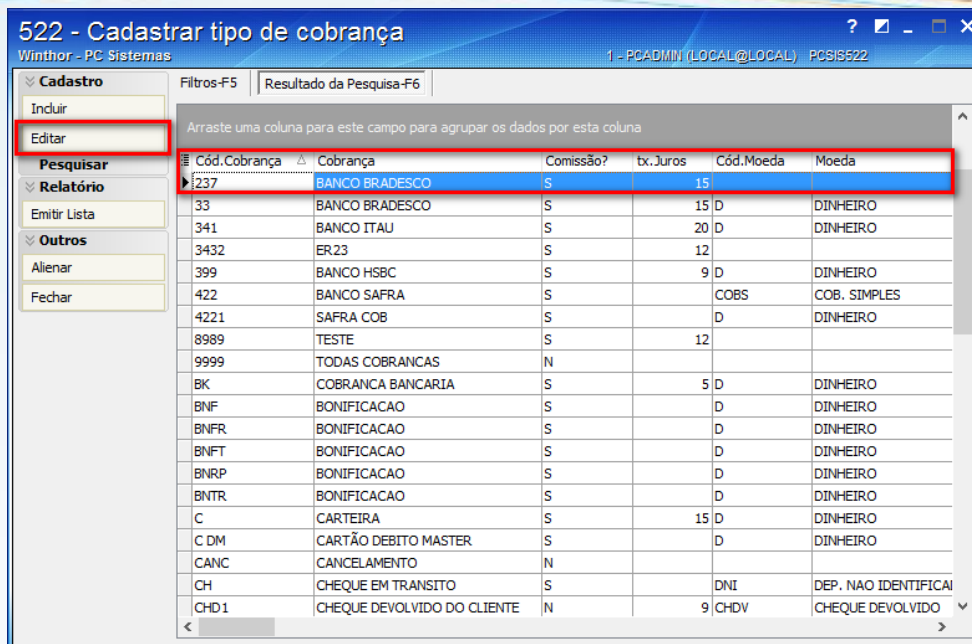 522 - Cadastrar tipo de cobrança
Winthor - PC Sistemas 1 - PCADMIN (LOCAL@LOCAL) PCSIS522
Cadastro
Incluir
Editar
Pesquisar
Relatório
Emitir Lista
Outros
Alienar
Fechar
Filtros-F5 Resultado da Pesquisa-F6
Arraste uma coluna para este campo para agrupar os dados por esta coluna
Cód.Cobrança Cobrança Comissão? tx.Juros Cód.Moeda Moeda
237 BANCO BRADESCO S 15
33 BANCO BRADESCO S 15 D DINHEIRO
341 BANCO ITAU S 20 D DINHEIRO
3432 ER23 S 12
399 BANCO HSBC S 9 D DINHEIRO
422 BANCO SAFRA S COBS COB. SIMPLES
4221 SAFRA COB S D DINHEIRO
8989 TESTE S 12
9999 TODAS COBRANCAS N
BK COBRANCA BANCARIA S 5 D DINHEIRO
BNF BONIFICACAO S D DINHEIRO
BNFR BONIFICACAO S D DINHEIRO
BNFT BONIFICACAO S D DINHEIRO
BNRP BONIFICACAO S D DINHEIRO
BNTR BONIFICACAO S D DINHEIRO
C CARTEIRA S 15 D DINHEIRO
C DM CARTÃO DEBITO MASTER S D DINHEIRO
CANC CANCELAMENTO N
CH CHEQUE EM TRANSITO S DNI DEP. NAO IDENTIFICA
CHD1 CHEQUE DEVOLVIDO DO CLIENTE N 9 CHDV CHEQUE DEVOLVIDO